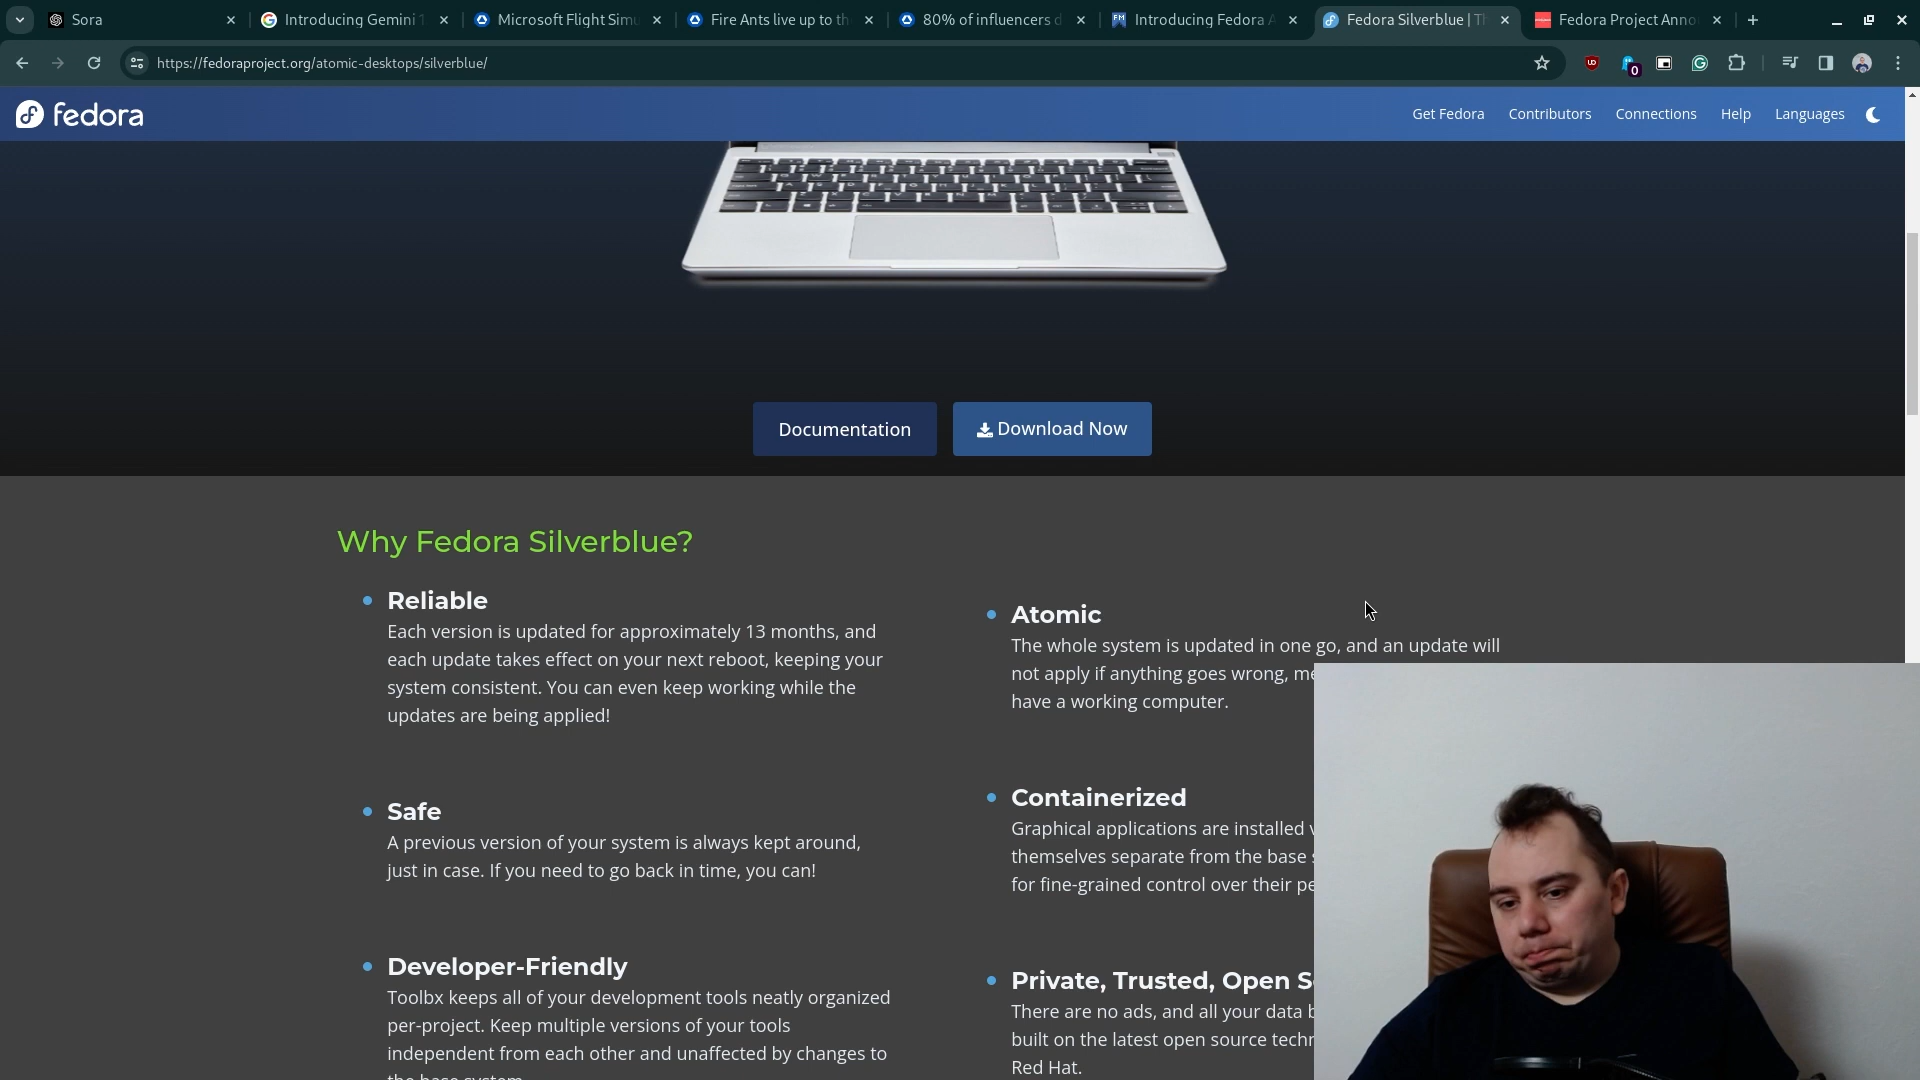 Sora
Introducing Gemini 1
Microsoft Flight Simu
Fire Ants live up to th
80% of influencers d
Introducing Fedora A
Fedora Silverblue | Th
Fedora Project Anno
https://fedoraproject.org/atomic-desktops/silverblue/
0
fedora
Get Fedora
Contributors
Connections
Help
Languages
Documentation
Download Now
Why Fedora Silverblue?
Reliable
Each version is updated for approximately 13 months, and
each update takes effect on your next reboot, keeping your
system consistent. You can even keep working while the
updates are being applied!
Atomic
The whole system is updated in one go, and an update will
not apply if anything goes wrong, me
have a working computer.
Safe
A previous version of your system is always kept around,
just in case. If you need to go back in time, you can!
Containerized
Graphical applications are installed v
themselves separate from the base s
for fine-grained control over their pe
Developer-Friendly
Toolbx keeps all of your development tools neatly organized
per-project. Keep multiple versions of your tools
independent from each other and unaffected by changes to
the base system.
Private, Trusted, Open S
There are no ads, and all your data b
built on the latest open source techn
Red Hat.